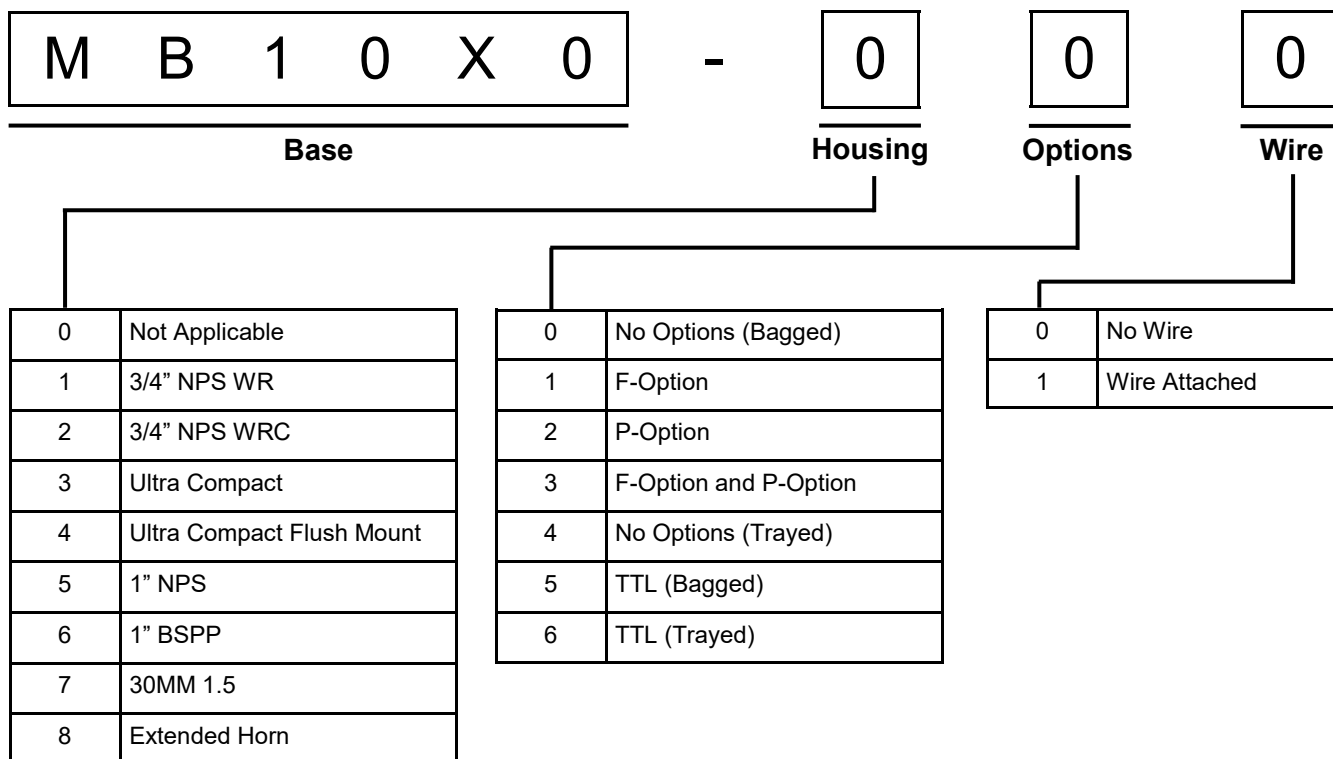 M B 1 0 X 0 - 0 0 0
Base Housing Options Wire
0 Not Applicable
1 3/4” NPS WR
2 3/4” NPS WRC
3 Ultra Compact
4 Ultra Compact Flush Mount
5 1” NPS
6 1” BSPP
7 30MM 1.5
8 Extended Horn
0 No Options (Bagged)
1 F-Option
2 P-Option
3 F-Option and P-Option
4 No Options (Trayed)
5 TTL (Bagged)
6 TTL (Trayed)
0 No Wire
1 Wire Attached